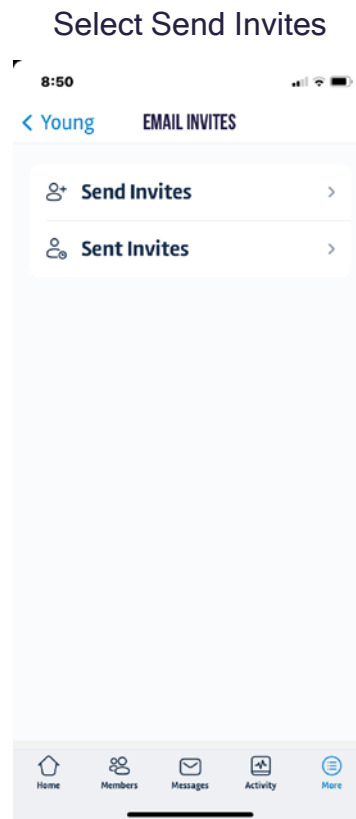 Select Send Invites
8:50
Young EMAIL INVITES
Send Invites
Sent Invites
Home Members Messages Activity More